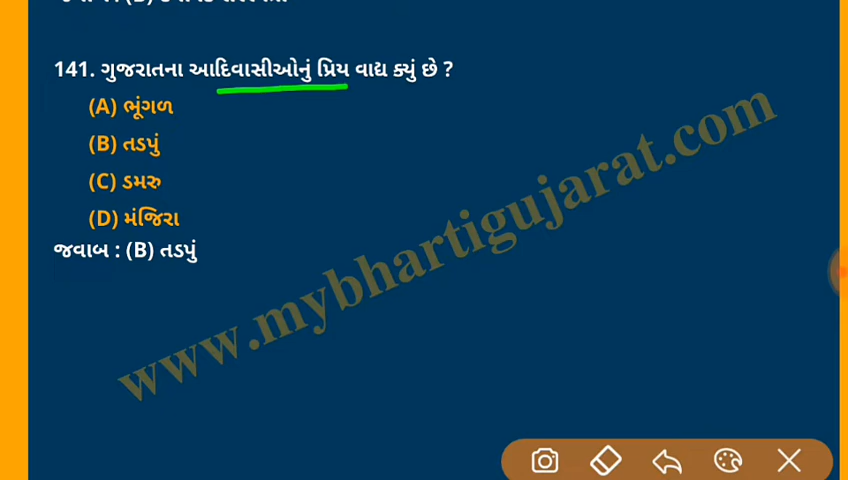 141. ગુજરાતના આદિવાસીઓનું પ્રિય વાદ્ય ક્યું છે ?
(A) ભૂંગળ
(B) તડપું
(C) ડમરુ
(D) મંજિરા
જવાબ : (B) તડપું
www.mybhartigujarat.com